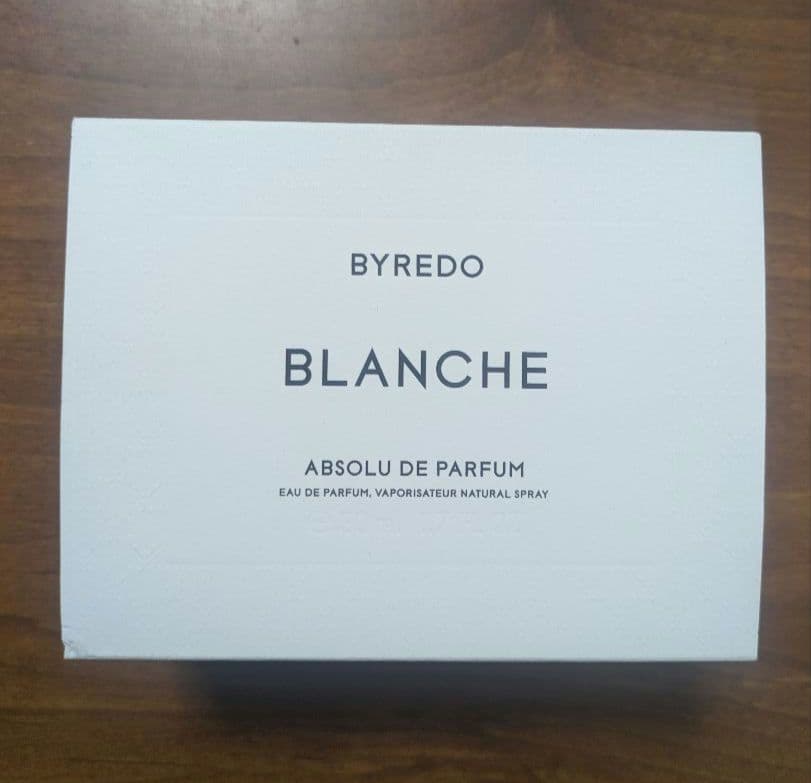 BYREDO
BLANCHE
ABSOLU DE PARFUM
EAU DE PARFUM, VAPORISATEUR NATURAL SPRAY